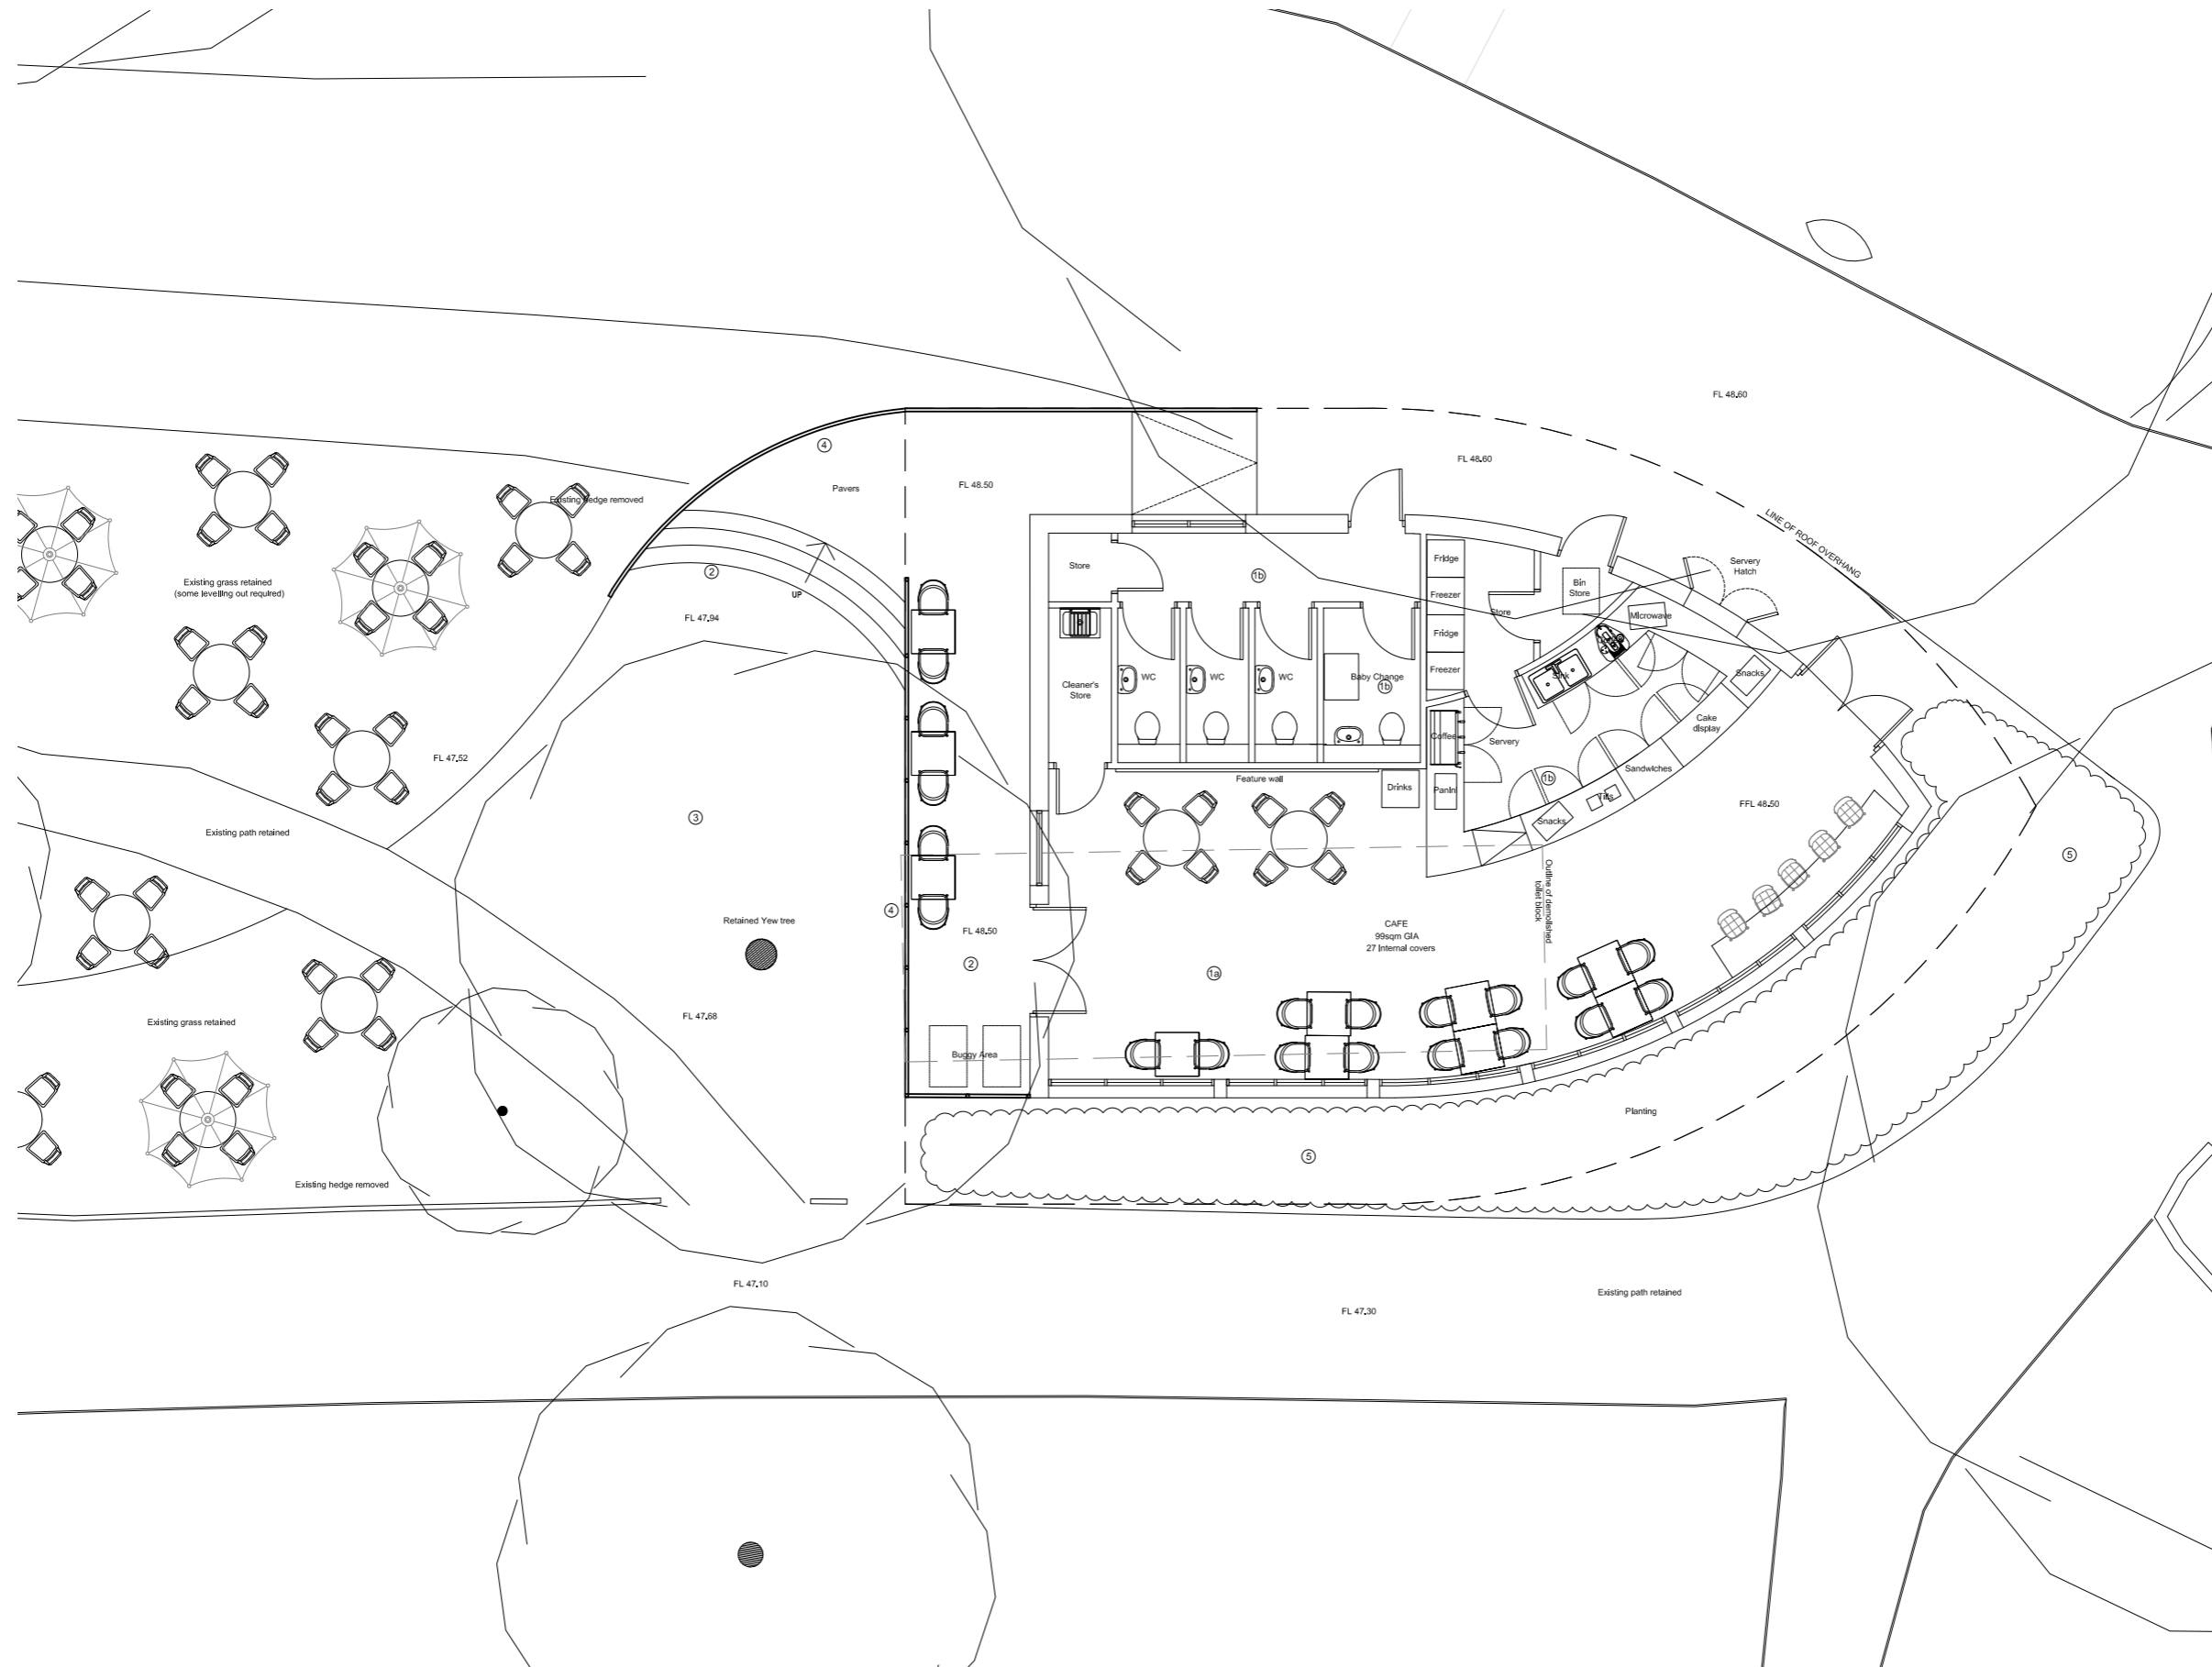 FL 48.60
LINE OF ROOF OVERHANG
4
FL 48.60
Pavers
FL 48.50
Existing hedge removed
Existing grass retained
(some levelling out required)
2
UP
FL 47.94
Store
1b
Fridge
Freezer
Fridge
Freezer
Store
Bin
Store
Servery
Hatch
Microwave
Cleaner's
Store
WC
WC
WC
Baby Change
1b
Sink
Snacks
Cake
display
Coffee
Servery
Sandwiches
Feature wall
Drinks
Panini
1b
Tills
Snacks
FFL 48.50
FL 47.52
Existing path retained
3
5
Outline of demolished
toilet block
4
Retained Yew tree
FL 48.50
CAFE
99sqm GIA
27 Internal covers
2
1a
Existing grass retained
FL 47.68
Buggy Area
Planting
5
Existing hedge removed
FL 47.10
FL 47.30
Existing path retained